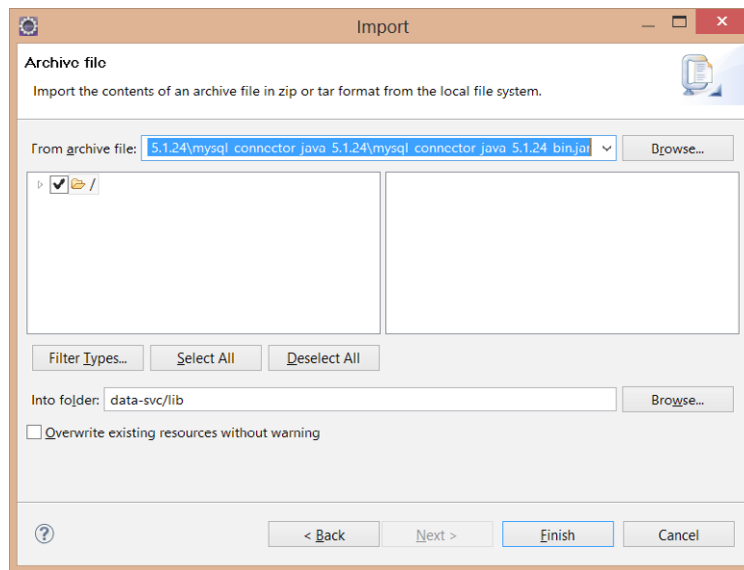 Import
Archive file
Import the contents of an archive file in zip or tar format from the local file system.
From archive file: 5.1.24\mysql connector java 5.1.24\mysql connector java 5.1.24 bin.jar Browse...
/
Filter Types... Select All Deselect All
Into folder: data-svc/lib Browse...
Overwrite existing resources without warning
? < Back Next > Finish Cancel